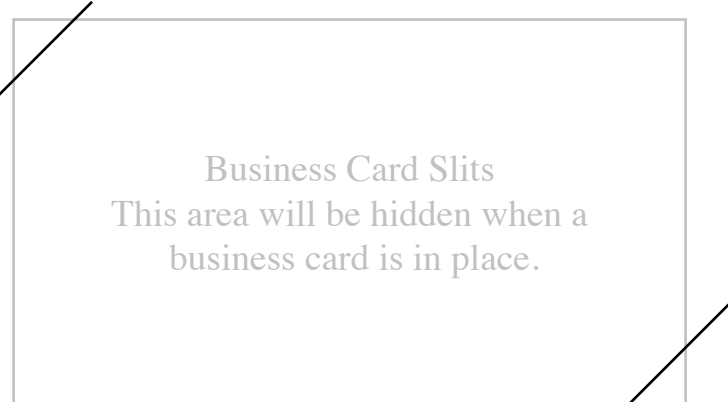 Business Card Slits
This area will be hidden when a
business card is in place.